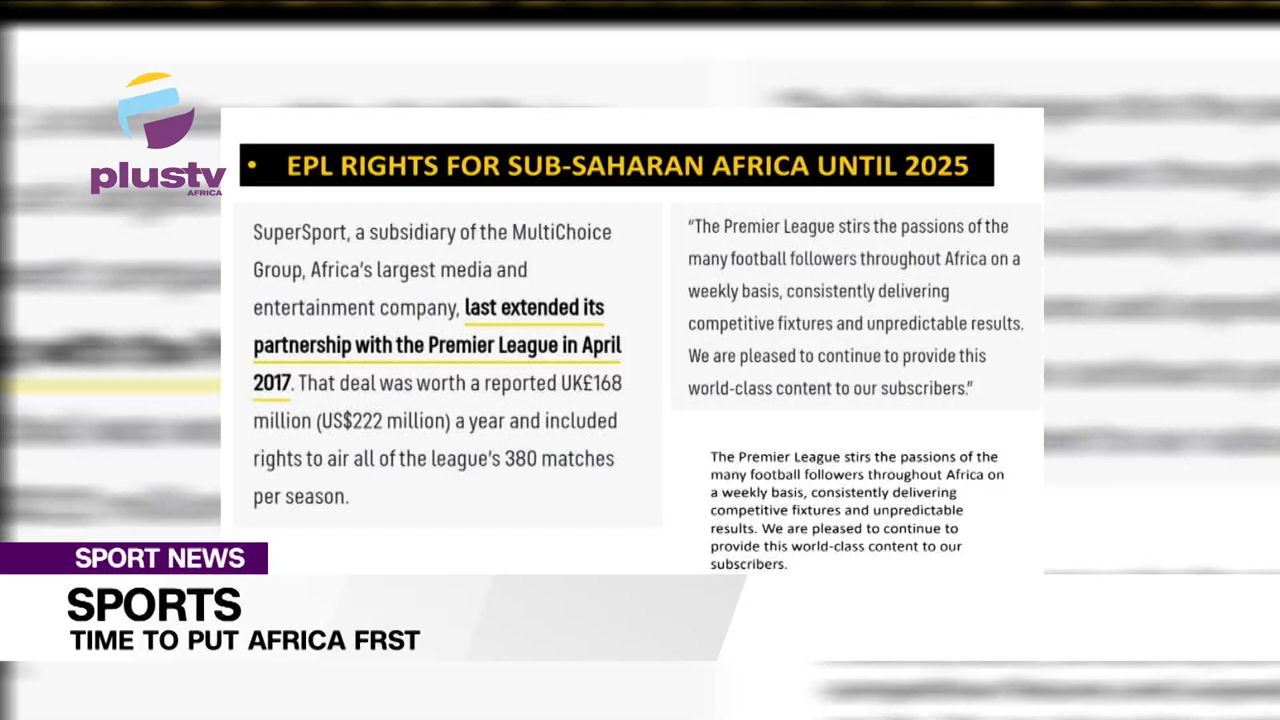 plustv
AFRICA
• EPL RIGHTS FOR SUB-SAHARAN AFRICA UNTIL 2025
SuperSport, a subsidiary of the MultiChoice
Group, Africa's largest media and
entertainment company, last extended its
partnership with the Premier League in April
2017. That deal was worth a reported UK£168
million (US$222 million) a year and included
rights to air all of the league's 380 matches
per season.
“The Premier League stirs the passions of the
many football followers throughout Africa on a
weekly basis, consistently delivering
competitive fixtures and unpredictable results.
We are pleased to continue to provide this
world-class content to our subscribers.”
The Premier League stirs the passions of the
many football followers throughout Africa on
a weekly basis, consistently delivering
competitive fixtures and unpredictable
results. We are pleased to continue to
provide this world-class content to our
subscribers.
SPORT NEWS
SPORTS
TIME TO PUT AFRICA FRST